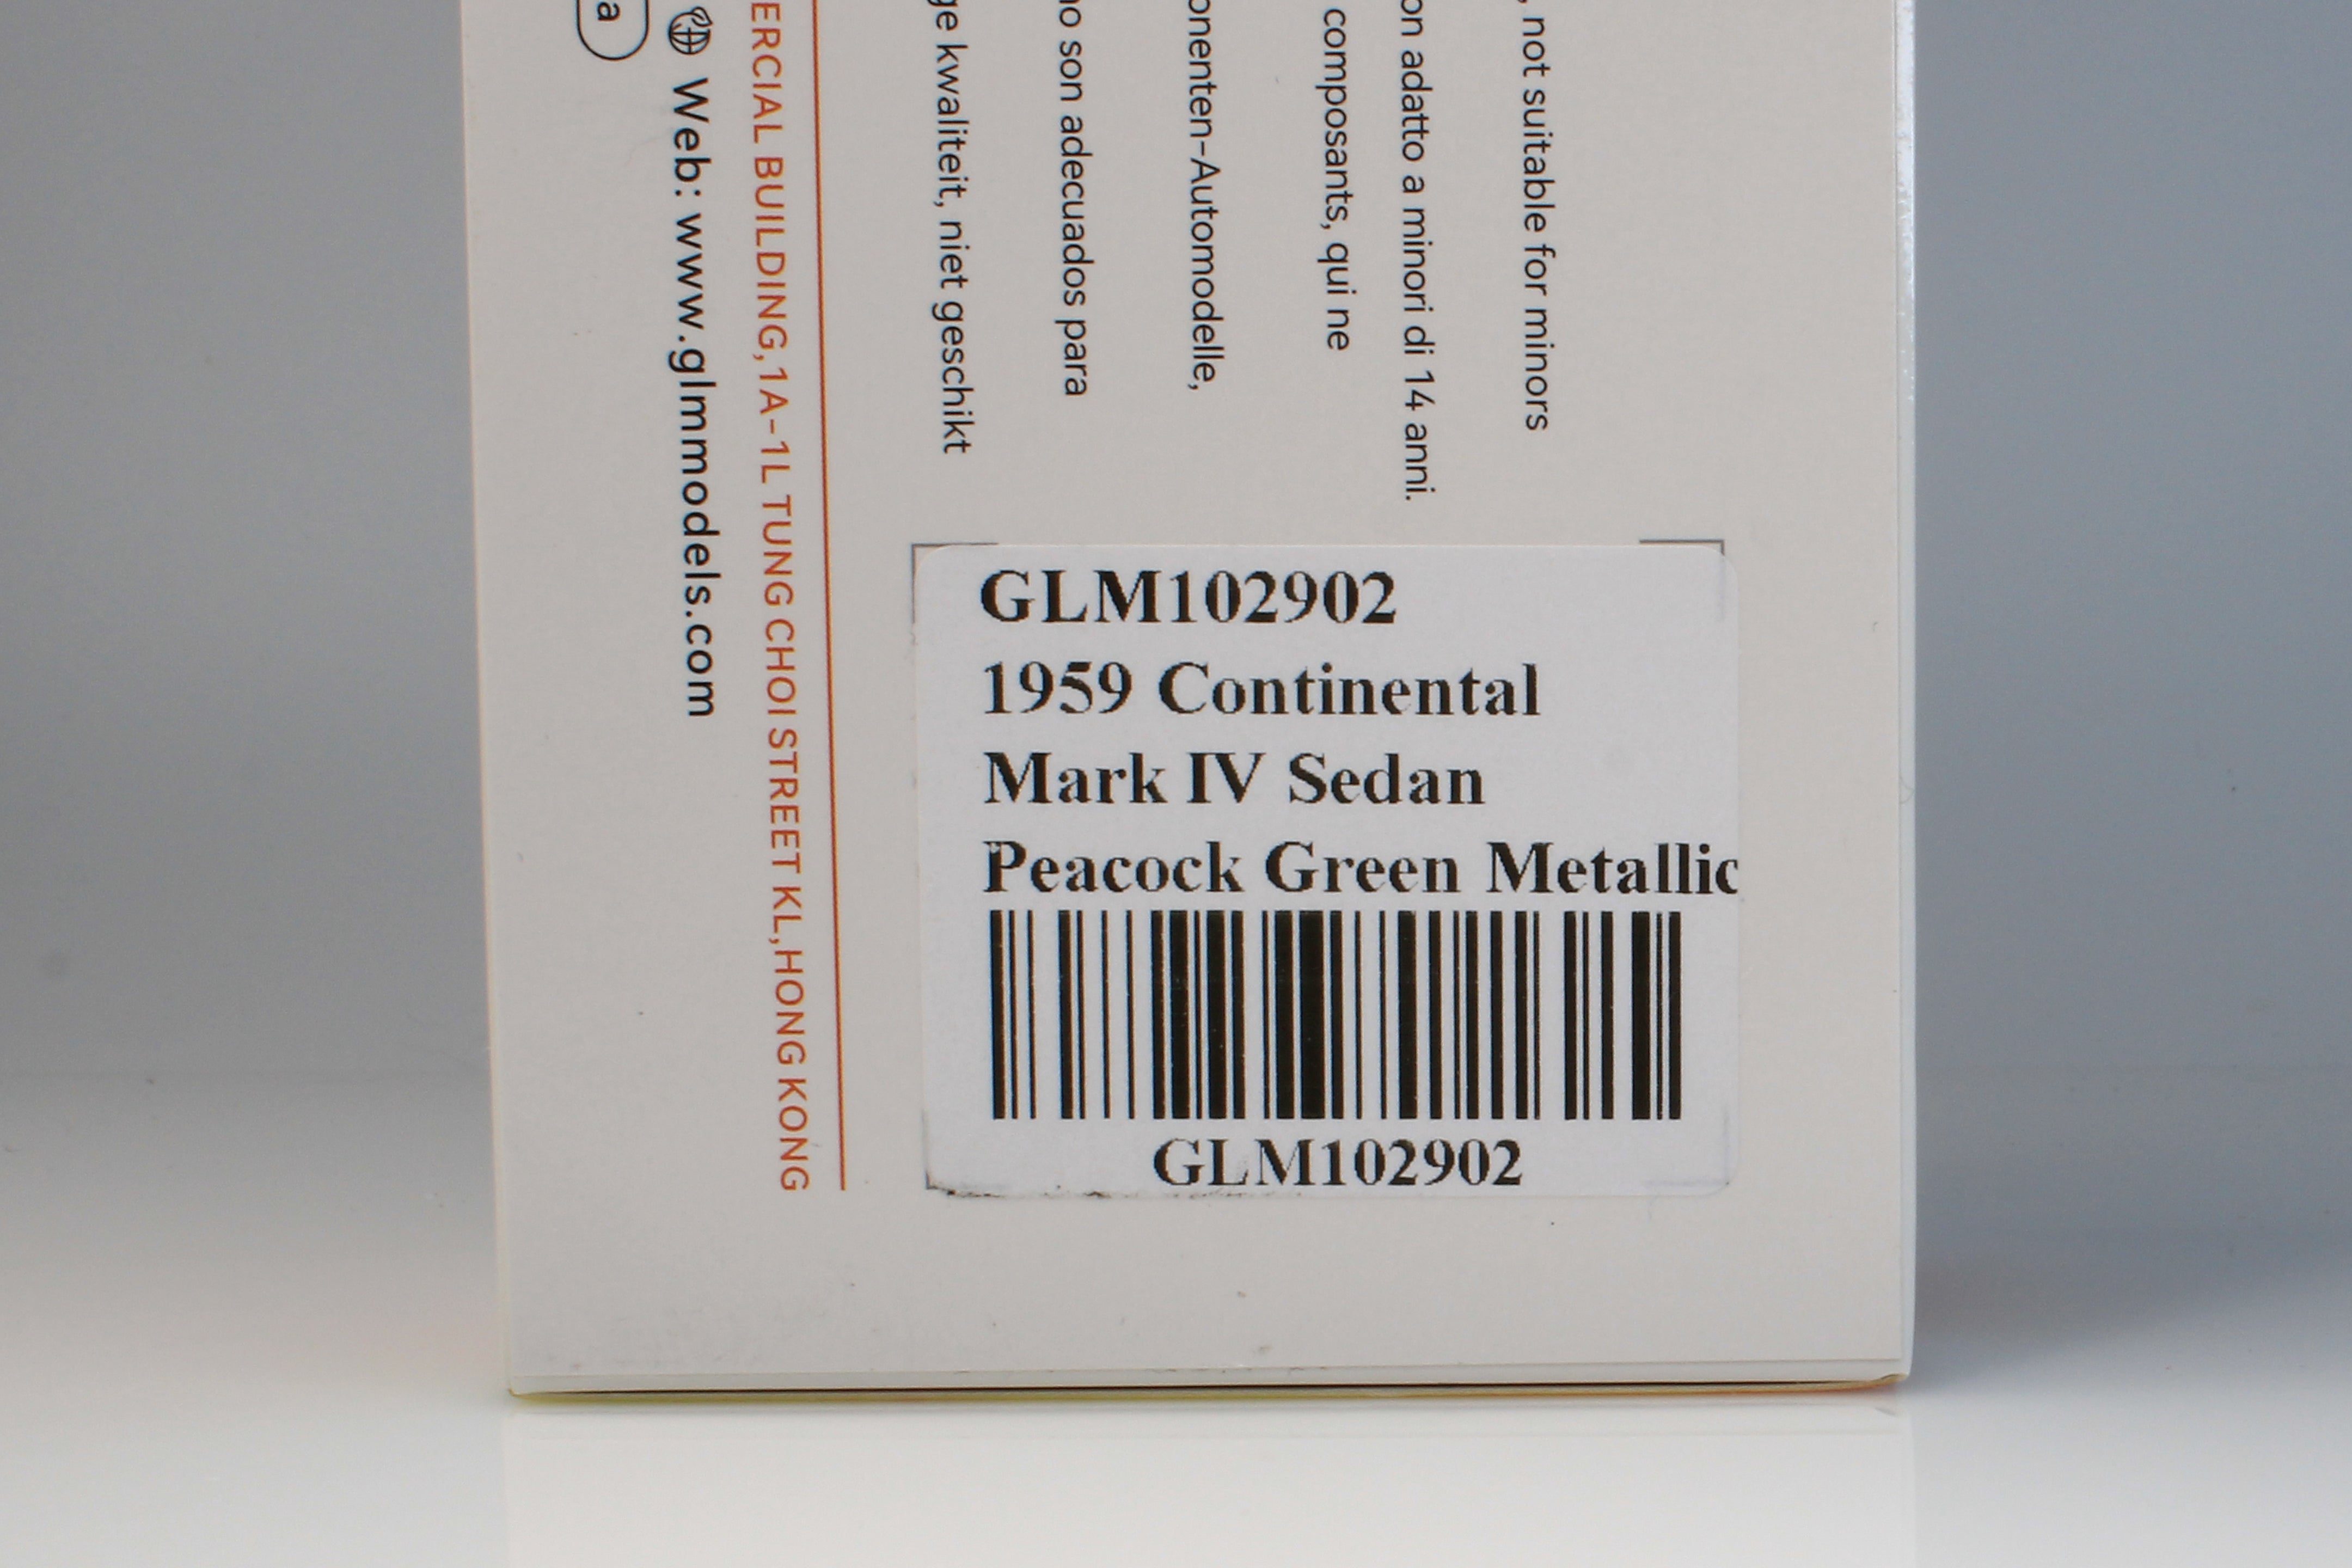 , not suitable for minors
on adatto a minori di 14 anni.
composants, qui ne
onenten-Automodelle,
no son adecuados para
ge kwaliteit, niet geschikt
ERCIAL BUILDING,1A-1L TUNG CHOI STREET KL,HONG KONG
Web: www.glmmodels.com
a
GLM102902
1959 Continental
Mark IV Sedan
Peacock Green Metallic
GLM102902